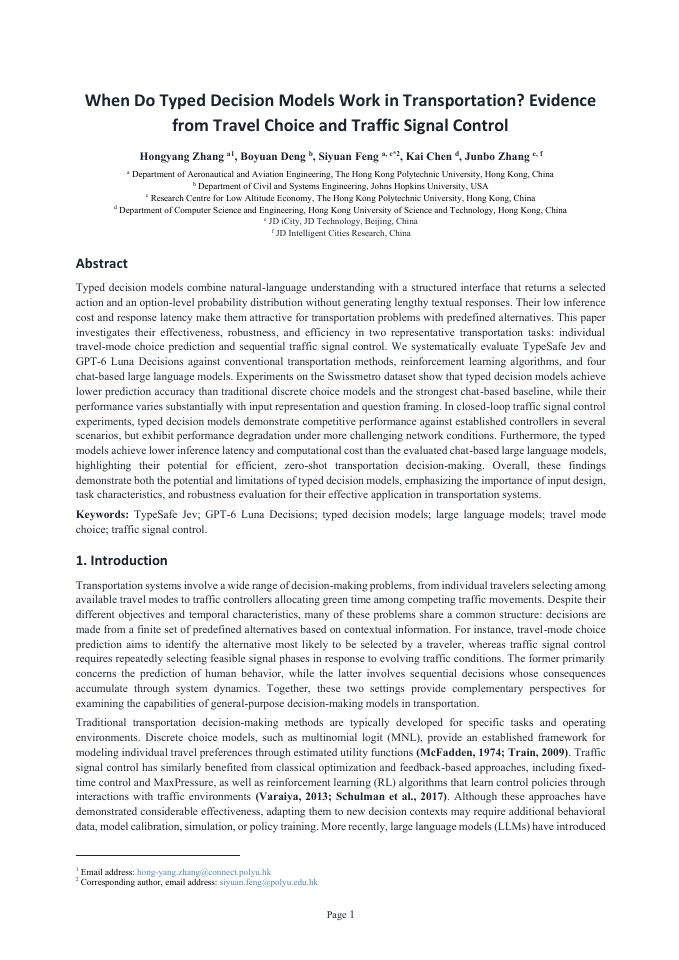 When Do Typed Decision Models Work in Transportation? Evidence
from Travel Choice and Traffic Signal Control
Hongyang Zhang a1, Boyuan Deng b, Siyuan Feng a, c*2, Kai Chen d, Junbo Zhang e, f
a Department of Aeronautical and Aviation Engineering, The Hong Kong Polytechnic University, Hong Kong, China
b Department of Civil and Systems Engineering, Johns Hopkins University, USA
c Research Centre for Low Altitude Economy, The Hong Kong Polytechnic University, Hong Kong, China
d Department of Computer Science and Engineering, Hong Kong University of Science and Technology, Hong Kong, China
e JD iCity, JD Technology, Beijing, China
f JD Intelligent Cities Research, China
Abstract
Typed decision models combine natural-language understanding with a structured interface that returns a selected
action and an option-level probability distribution without generating lengthy textual responses. Their low inference
cost and response latency make them attractive for transportation problems with predefined alternatives. This paper
investigates their effectiveness, robustness, and efficiency in two representative transportation tasks: individual
travel-mode choice prediction and sequential traffic signal control. We systematically evaluate TypeSafe Jev and
GPT-6 Luna Decisions against conventional transportation methods, reinforcement learning algorithms, and four
chat-based large language models. Experiments on the Swissmetro dataset show that typed decision models achieve
lower prediction accuracy than traditional discrete choice models and the strongest chat-based baseline, while their
performance varies substantially with input representation and question framing. In closed-loop traffic signal control
experiments, typed decision models demonstrate competitive performance against established controllers in several
scenarios, but exhibit performance degradation under more challenging network conditions. Furthermore, the typed
models achieve lower inference latency and computational cost than the evaluated chat-based large language models,
highlighting their potential for efficient, zero-shot transportation decision-making. Overall, these findings
demonstrate both the potential and limitations of typed decision models, emphasizing the importance of input design,
task characteristics, and robustness evaluation for their effective application in transportation systems.
Keywords: TypeSafe Jev; GPT-6 Luna Decisions; typed decision models; large language models; travel mode
choice; traffic signal control.
1. Introduction
Transportation systems involve a wide range of decision-making problems, from individual travelers selecting among
available travel modes to traffic controllers allocating green time among competing traffic movements. Despite their
different objectives and temporal characteristics, many of these problems share a common structure: decisions are
made from a finite set of predefined alternatives based on contextual information. For instance, travel-mode choice
prediction aims to identify the alternative most likely to be selected by a traveler, whereas traffic signal control
requires repeatedly selecting feasible signal phases in response to evolving traffic conditions. The former primarily
concerns the prediction of human behavior, while the latter involves sequential decisions whose consequences
accumulate through system dynamics. Together, these two settings provide complementary perspectives for
examining the capabilities of general-purpose decision-making models in transportation.
Traditional transportation decision-making methods are typically developed for specific tasks and operating
environments. Discrete choice models, such as multinomial logit (MNL), provide an established framework for
modeling individual travel preferences through estimated utility functions (McFadden, 1974; Train, 2009). Traffic
signal control has similarly benefited from classical optimization and feedback-based approaches, including fixed-
time control and MaxPressure, as well as reinforcement learning (RL) algorithms that learn control policies through
interactions with traffic environments (Varaiya, 2013; Schulman et al., 2017). Although these approaches have
demonstrated considerable effectiveness, adapting them to new decision contexts may require additional behavioral
data, model calibration, simulation, or policy training. More recently, large language models (LLMs) have introduced
1 Email address: hong-yang.zhang@connect.polyu.hk
2 Corresponding author, email address: siyuan.feng@polyu.edu.hk
Page 1